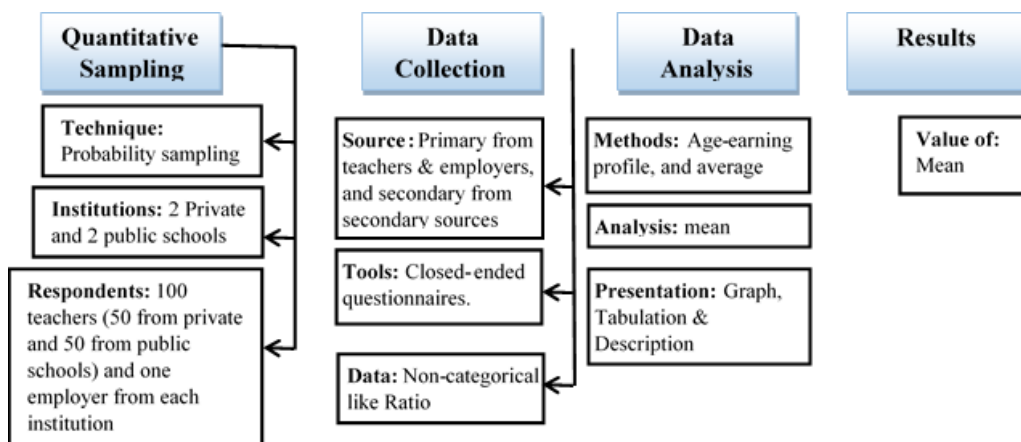 Quantitative
Sampling
Technique:
Probability sampling
Institutions: 2 Private
and 2 public schools
Respondents: 100
teachers (50 from private
and 50 from public
schools) and one
employer from each
institution
Data
Collection
Source: Primary from
teachers & employers,
and secondary from
secondary sources
Tools: Closed-ended
questionnaires.
Data: Non-categorical
like Ratio
Data
Analysis
Methods: Age-earning
profile, and average
Analysis: mean
Presentation: Graph,
Tabulation &
Description
Results
Value of:
Mean